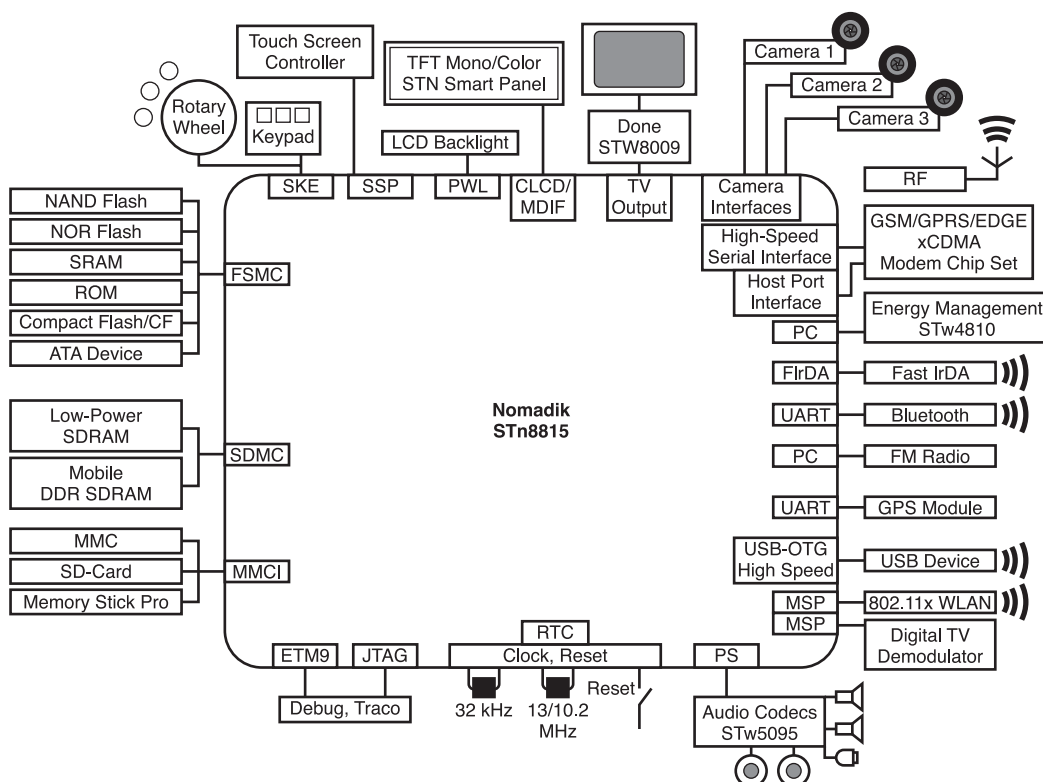 Touch Screen
Controller
TFT Mono/Color
STN Smart Panel
Camera 1
Camera 2
Camera 3
Rotary
Wheel
Keypad
LCD Backlight
Done
STW8009
RF
SKE
SSP
PWL
CLCD/
MDIF
TV
Output
Camera
Interfaces
NAND Flash
NOR Flash
SRAM
ROM
Compact Flash/CF
ATA Device
FSMC
High-Speed
Serial Interface
Host Port
Interface
GSM/GPRS/EDGE
xCDMA
Modem Chip Set
PC
Energy Management
STw4810
FIrDA
Fast IrDA
Nomadik
STn8815
UART
Bluetooth
Low-Power
SDRAM
Mobile
DDR SDRAM
SDMC
PC
FM Radio
UART
GPS Module
MMC
SD-Card
Memory Stick Pro
MMCI
USB-OTG
High Speed
USB Device
MSP
802.11x WLAN
MSP
Digital TV
Demodulator
ETM9
JTAG
RTC
Clock, Reset
PS
Debug, Traco
32 kHz
13/10.2
MHz
Reset
Audio Codecs
STw5095